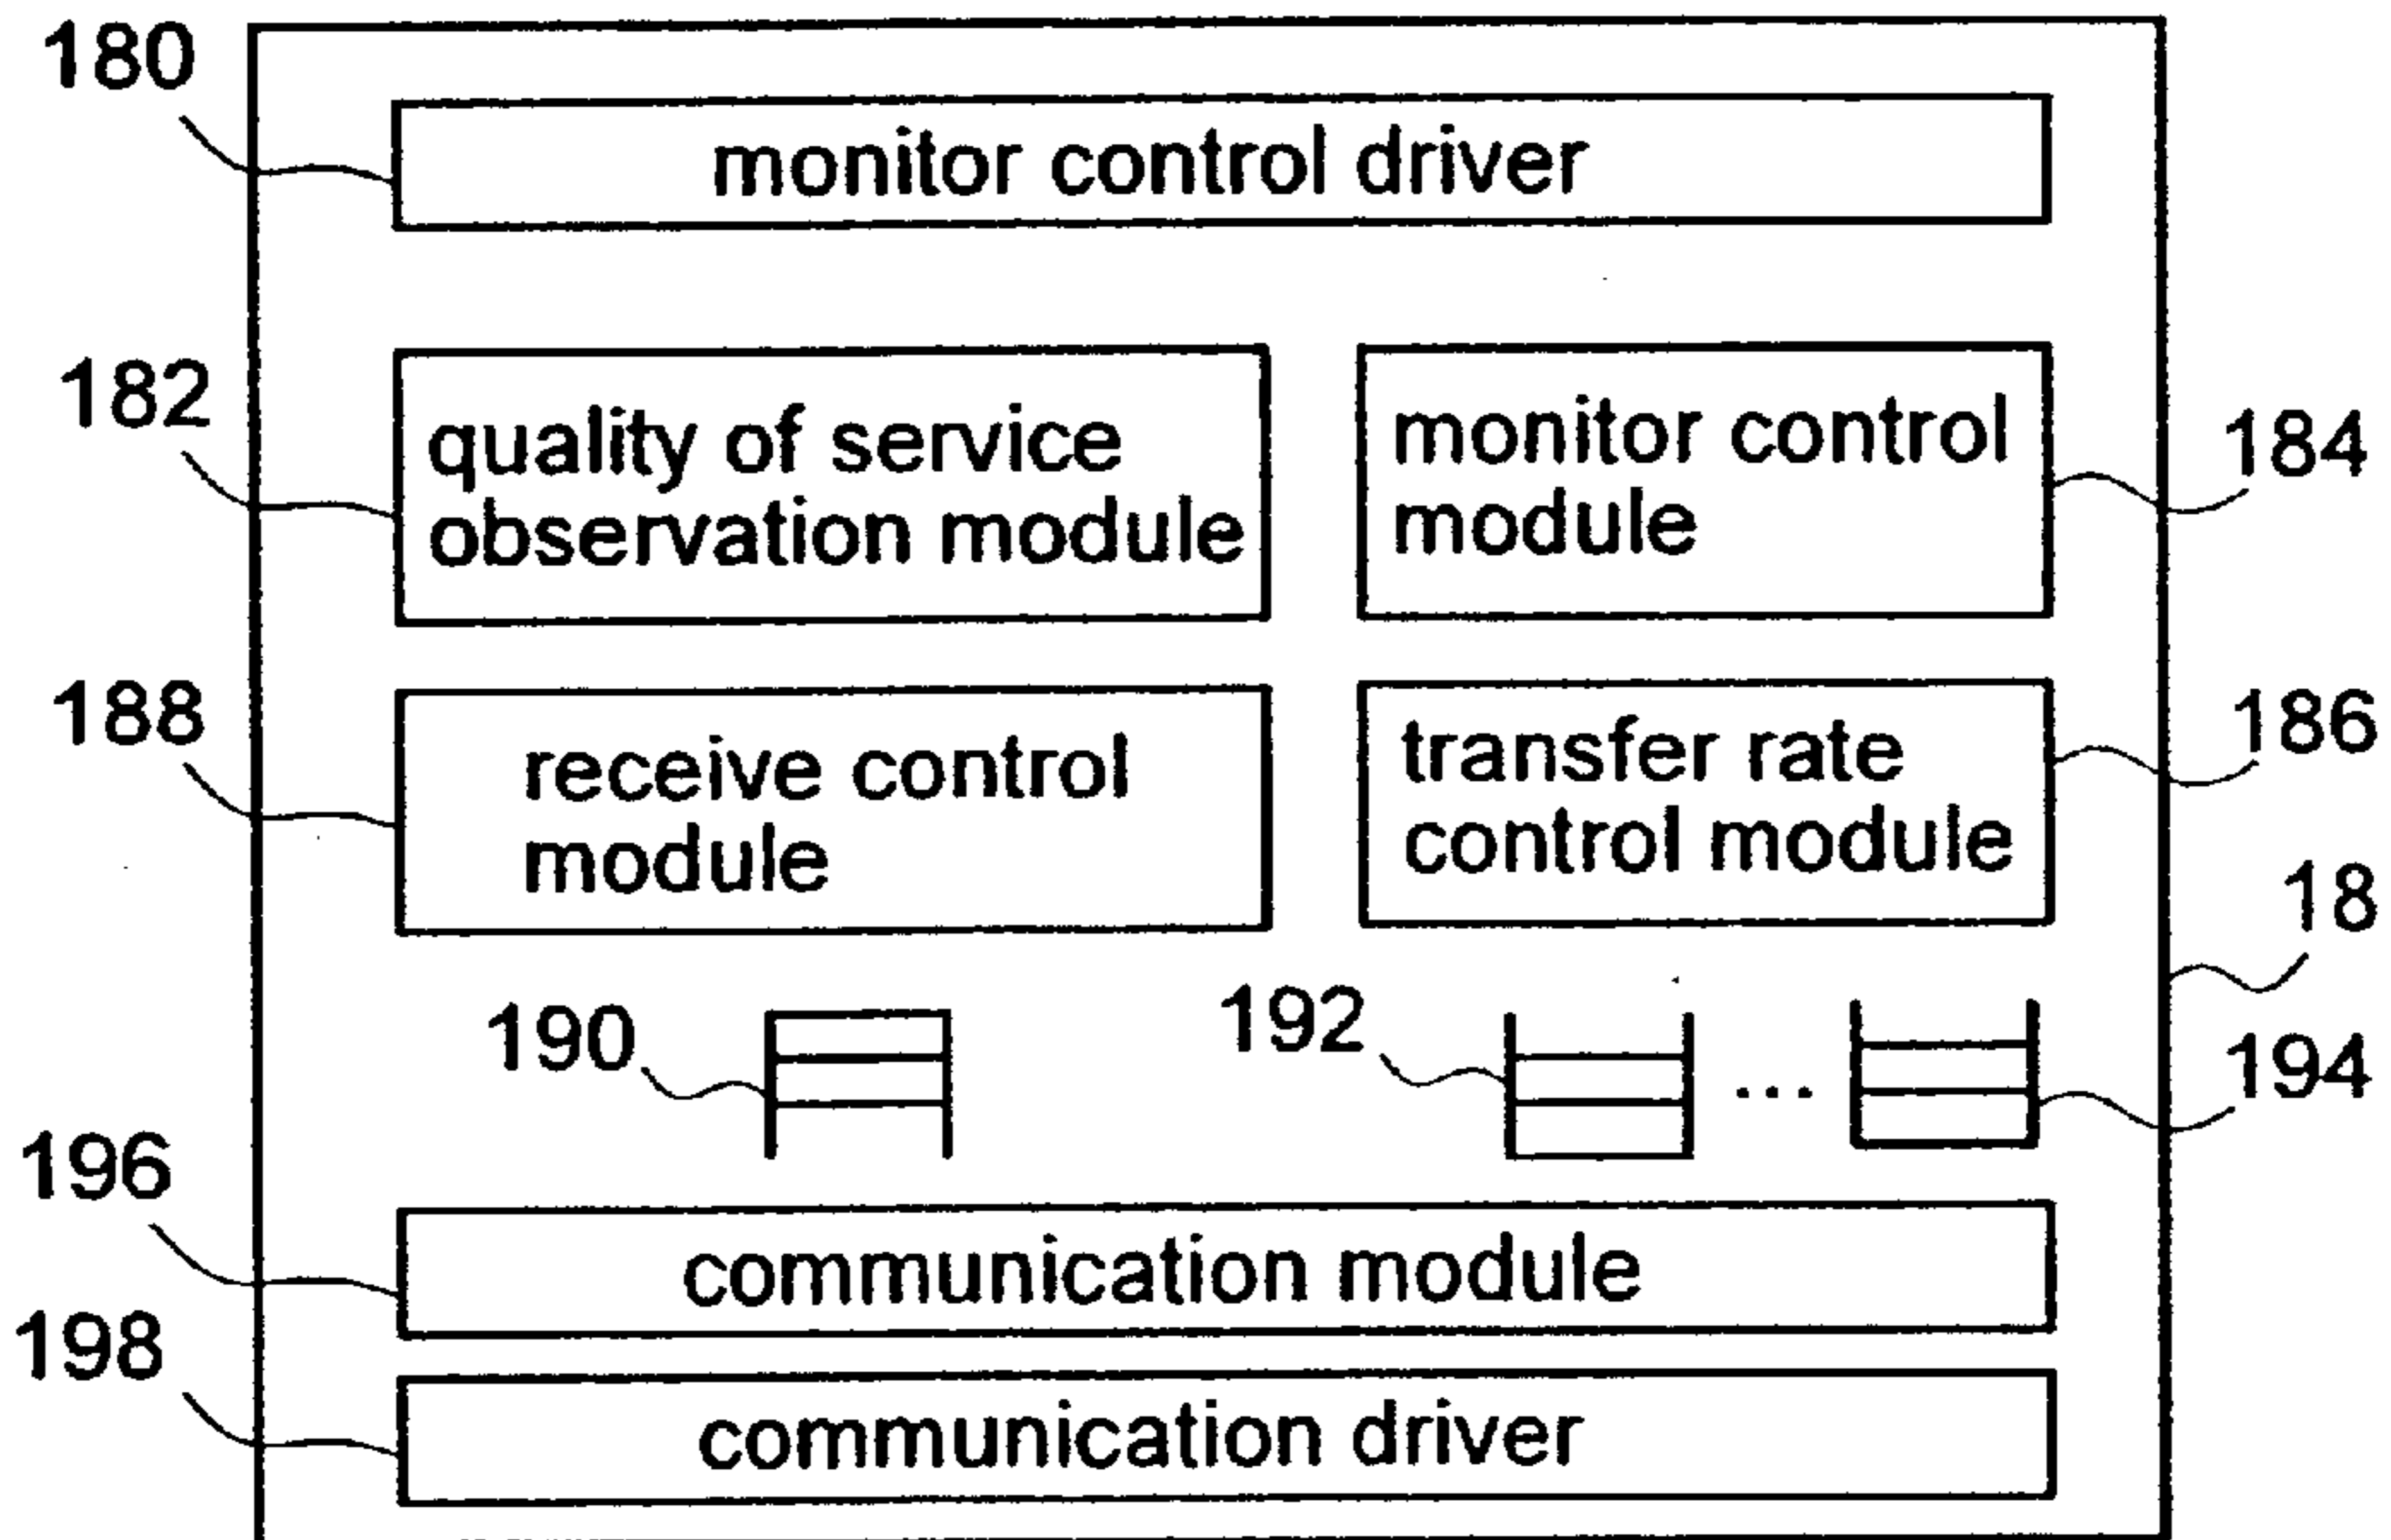 180
monitor control driver
182
quality of service
observation module
monitor control
module
184
188
receive control
module
transfer rate
control module
186
18
190
192
...
194
196
communication module
198
communication driver